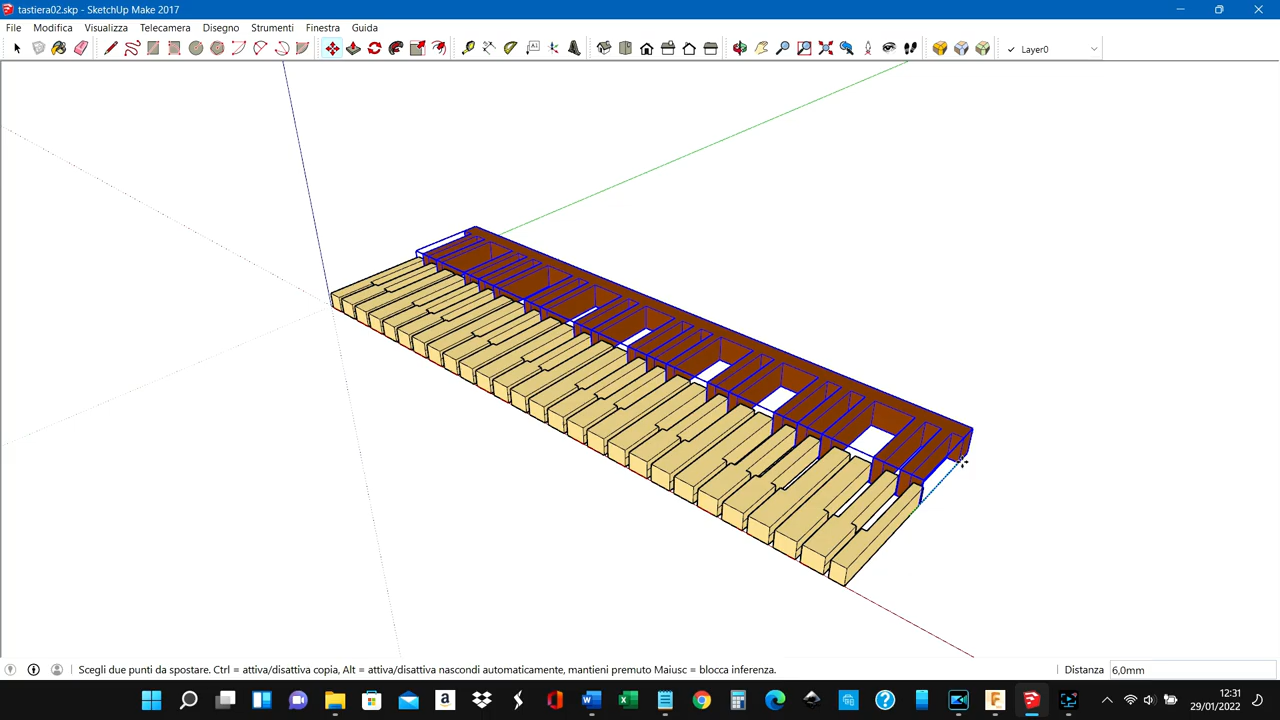 tastiera02.skp - SketchUp Make 2017
File Modifica Visualizza Telecamera Disegno Strumenti Finestra Guida
Layer0
Scegli due punti da spostare. Ctrl = attiva/disattiva copia, Alt = attiva/disattiva nascondi automaticamente, mantieni premuto Maiusc = blocca inferenza.
Distanza 6,0mm
12:31
29/01/2022